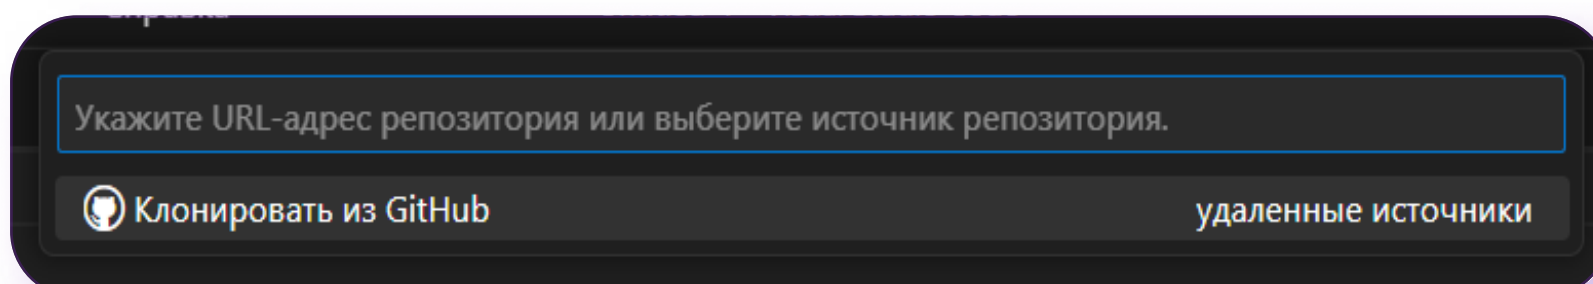 Укажите URL-адрес репозитория или выберите источник репозитория.
Клонировать из GitHub удаленные источники